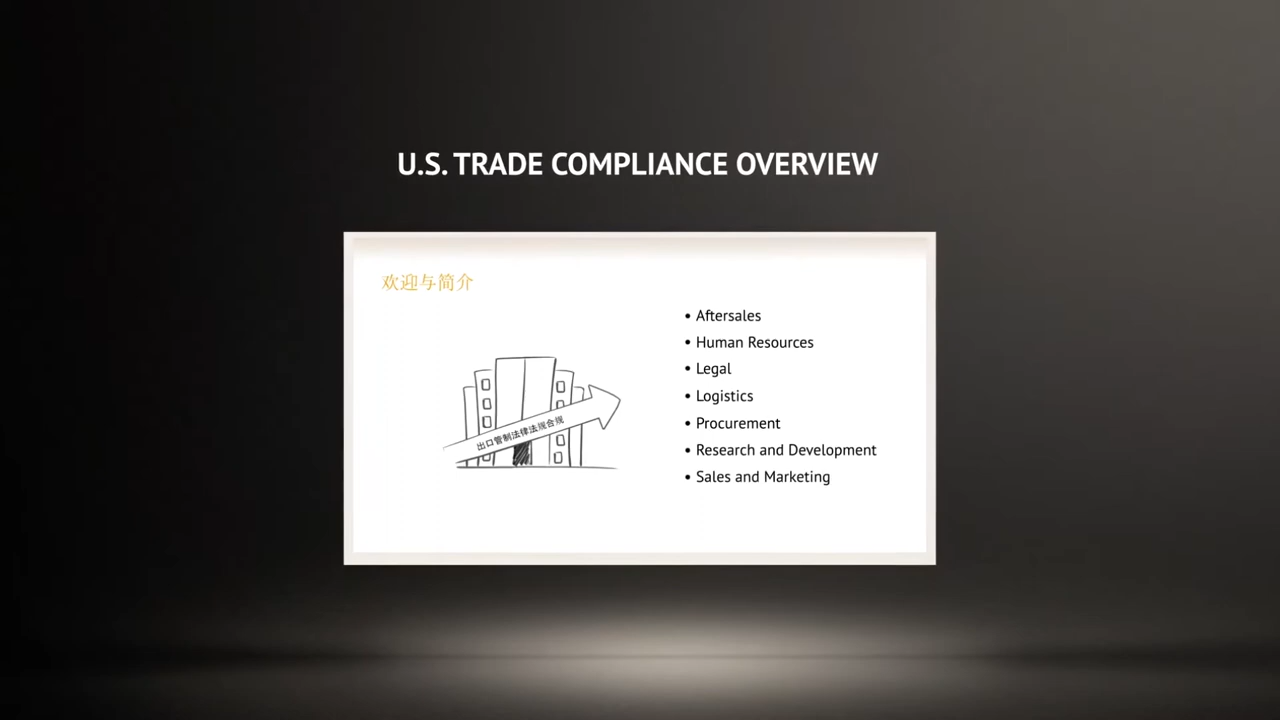 U.S. TRADE COMPLIANCE OVERVIEW
欢迎与简介
• Aftersales
• Human Resources
• Legal
• Logistics
• Procurement
• Research and Development
• Sales and Marketing
出口管制法律法规合规